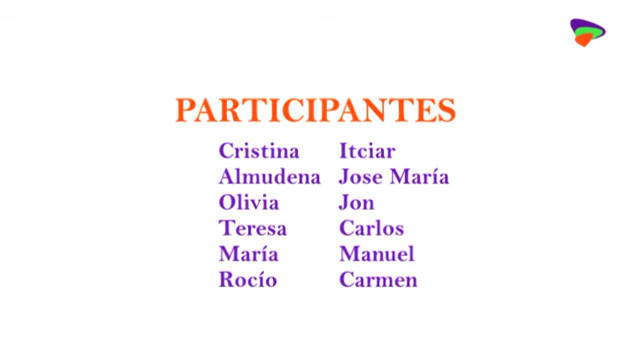 PARTICIPANTES
Cristina Itciar
Almudena Jose María
Olivia Jon
Teresa Carlos
María Manuel
Rocío Carmen